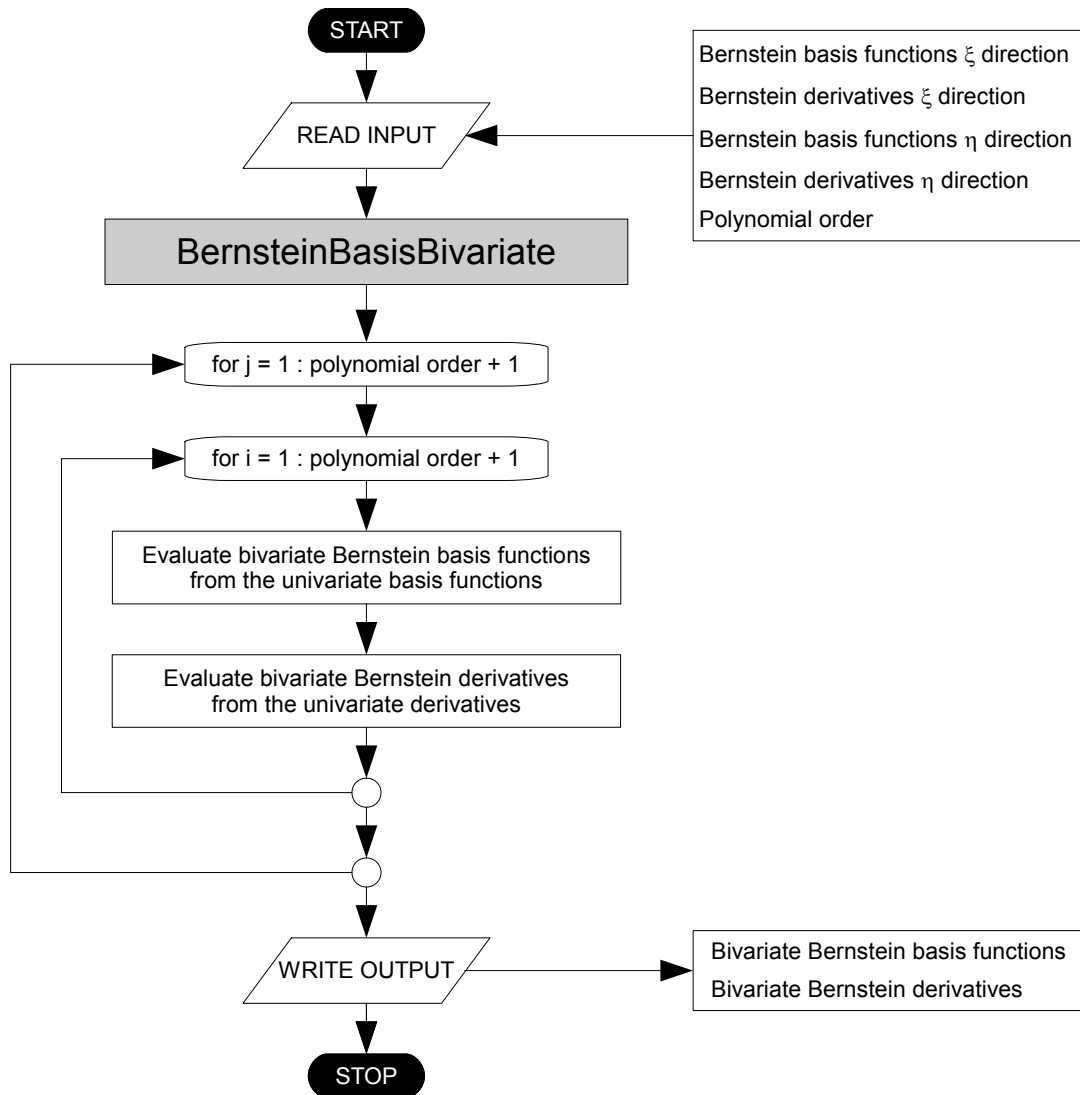 START
Bernstein basis functions ξ direction
Bernstein derivatives ξ direction
Bernstein basis functions η direction
Bernstein derivatives η direction
Polynomial order
READ INPUT
BernsteinBasisBivariate
for j = 1 : polynomial order + 1
for i = 1 : polynomial order + 1
Evaluate bivariate Bernstein basis functions
from the univariate basis functions
Evaluate bivariate Bernstein derivatives
from the univariate derivatives
WRITE OUTPUT
Bivariate Bernstein basis functions
Bivariate Bernstein derivatives
STOP